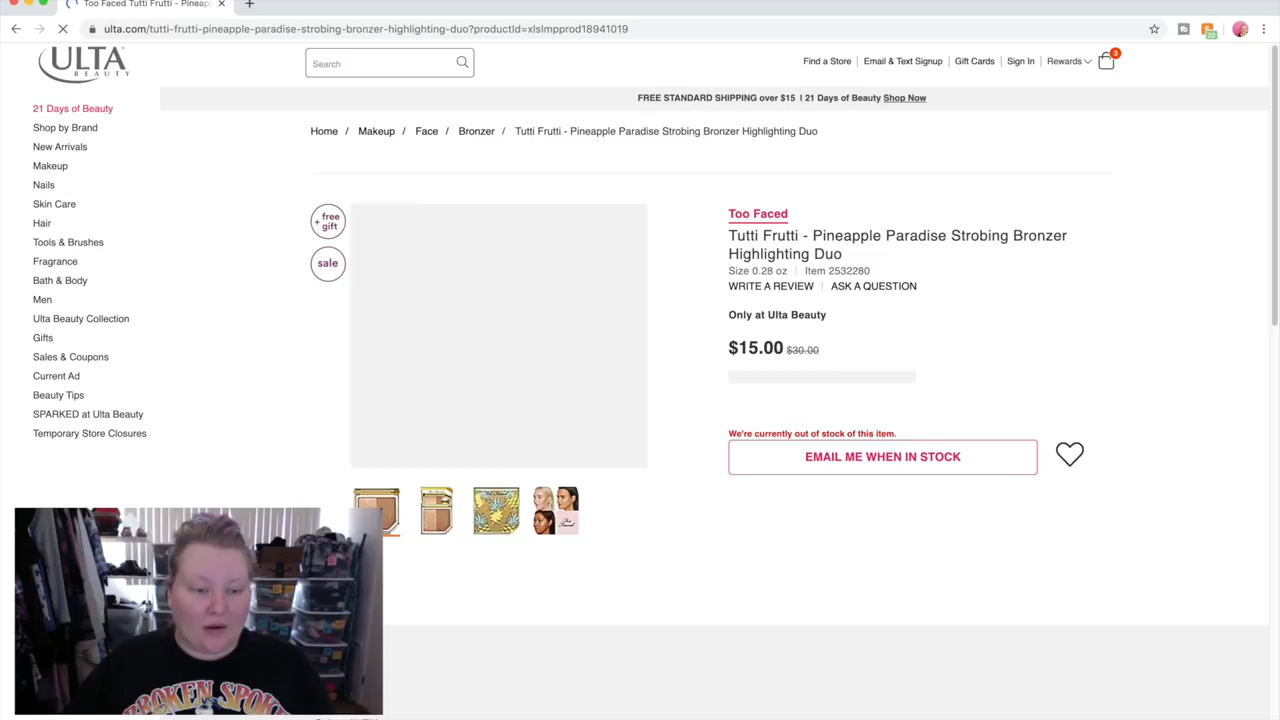 Too Faced Tutti Frutti - Pineap
ulta.com/tutti-frutti-pineapple-paradise-strobing-bronzer-highlighting-duo?productId=xlsImpprod18941019
20
ULTA
BEAUTY
Search
Find a Store
Email & Text Signup
Gift Cards
Sign In
Rewards
3
FREE STANDARD SHIPPING over $15 | 21 Days of Beauty Shop Now
21 Days of Beauty
Shop by Brand
New Arrivals
Makeup
Nails
Skin Care
Hair
Tools & Brushes
Fragrance
Bath & Body
Men
Ulta Beauty Collection
Gifts
Sales & Coupons
Current Ad
Beauty Tips
SPARKED at Ulta Beauty
Temporary Store Closures
Home / Makeup / Face / Bronzer / Tutti Frutti - Pineapple Paradise Strobing Bronzer Highlighting Duo
+ free
gift
sale
Too Faced
Tutti Frutti - Pineapple Paradise Strobing Bronzer
Highlighting Duo
Size 0.28 oz | Item 2532280
WRITE A REVIEW | ASK A QUESTION
Only at Ulta Beauty
$15.00 $30.00
We're currently out of stock of this item.
EMAIL ME WHEN IN STOCK
BROKEN SPOKE